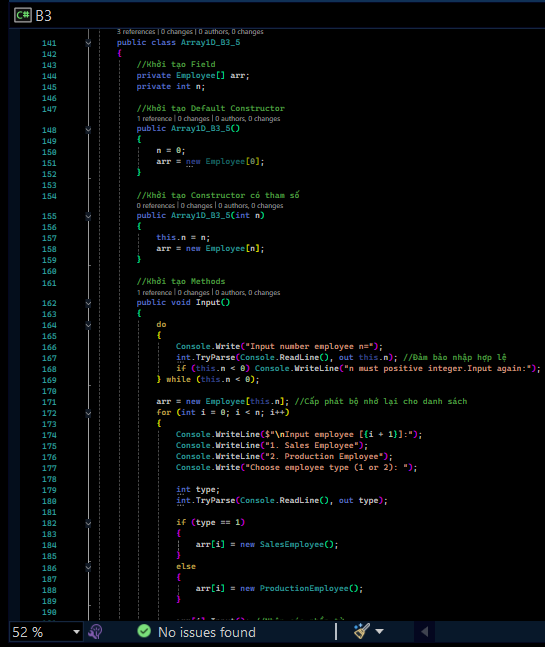 C# B3
3 references | 0 changes | 0 authors, 0 changes
141 public class Array1D_B3_5
142 {
143 //Khởi tạo Field
144 private Employee[] arr;
145 private int n;
146
147 //Khởi tạo Default Constructor
1 reference | 0 changes | 0 authors, 0 changes
148 public Array1D_B3_5()
149 {
150 n = 0;
151 arr = new Employee[0];
152 }
153
154 //Khởi tạo Constructor có tham số
0 references | 0 changes | 0 authors, 0 changes
155 public Array1D_B3_5(int n)
156 {
157 this.n = n;
158 arr = new Employee[n];
159 }
160
161 //Khởi tạo Methods
1 reference | 0 changes | 0 authors, 0 changes
162 public void Input()
163 {
164 do
165 {
166 Console.Write("Input number employee n=");
167 int.TryParse(Console.ReadLine(), out this.n); //Đảm bảo nhập hợp lệ
168 if (this.n < 0) Console.WriteLine("n must positive integer.Input again:");
169 } while (this.n < 0);
170
171 arr = new Employee[this.n]; //Cấp phát bộ nhớ lại cho danh sách
172 for (int i = 0; i < n; i++)
173 {
174 Console.WriteLine($"\nInput employee [{i + 1}]:");
175 Console.WriteLine("1. Sales Employee");
176 Console.WriteLine("2. Production Employee");
177 Console.Write("Choose employee type (1 or 2): ");
178
179 int type;
180 int.TryParse(Console.ReadLine(), out type);
181
182 if (type == 1)
183 {
184 arr[i] = new SalesEmployee();
185 }
186 else
187 {
188 arr[i] = new ProductionEmployee();
189 }
190
52 % No issues found